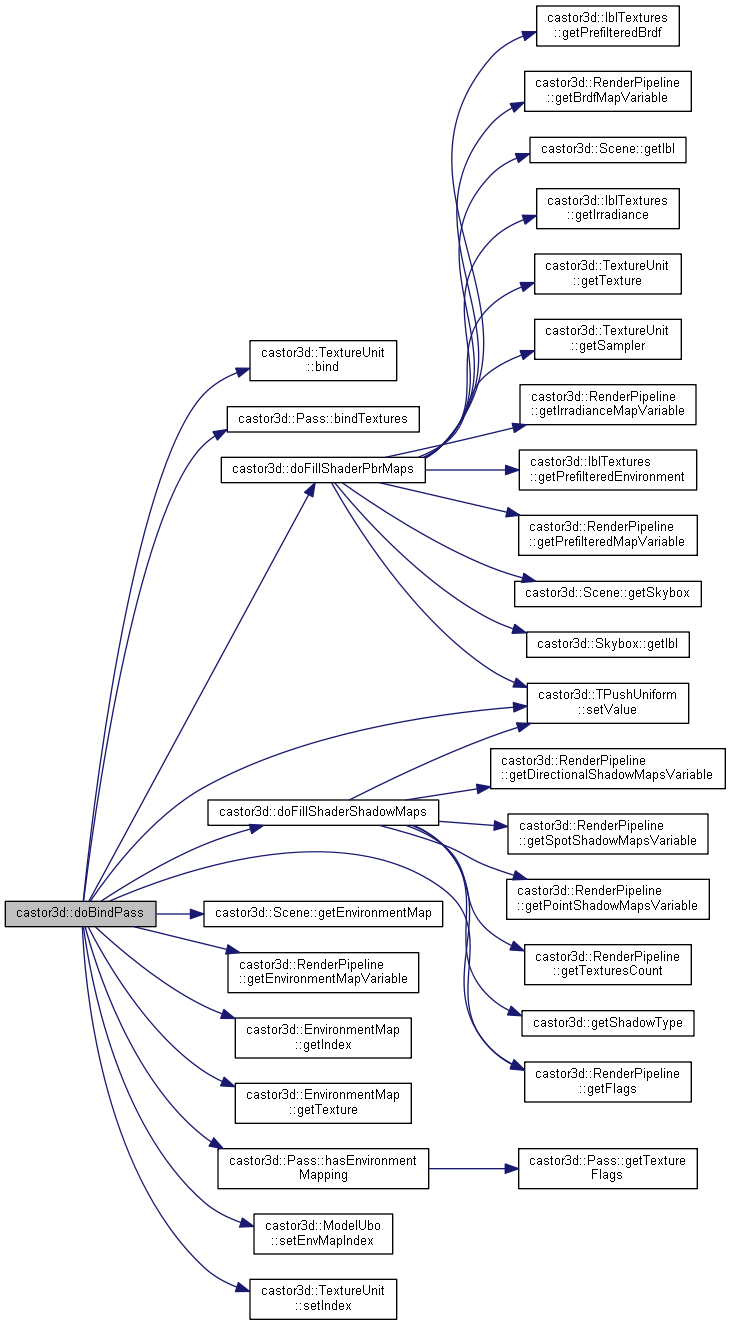 castor3d::IblTextures
::getPrefilteredBrdf
castor3d::RenderPipeline
::getBrdfMapVariable
castor3d::Scene::getIbl
castor3d::IblTextures
::getIrradiance
castor3d::TextureUnit
::getTexture
castor3d::TextureUnit
::getSampler
castor3d::TextureUnit
::bind
castor3d::RenderPipeline
::getIrradianceMapVariable
castor3d::Pass::bindTextures
castor3d::doFillShaderPbrMaps
castor3d::IblTextures
::getPrefilteredEnvironment
castor3d::RenderPipeline
::getPrefilteredMapVariable
castor3d::Scene::getSkybox
castor3d::Skybox::getIbl
castor3d::TPushUniform
::setValue
castor3d::RenderPipeline
::getDirectionalShadowMapsVariable
castor3d::doFillShaderShadowMaps
castor3d::RenderPipeline
::getSpotShadowMapsVariable
castor3d::RenderPipeline
::getPointShadowMapsVariable
castor3d::doBindPass
castor3d::Scene::getEnvironmentMap
castor3d::RenderPipeline
::getEnvironmentMapVariable
castor3d::RenderPipeline
::getTexturesCount
castor3d::getShadowType
castor3d::EnvironmentMap
::getIndex
castor3d::RenderPipeline
::getFlags
castor3d::EnvironmentMap
::getTexture
castor3d::Pass::hasEnvironment
Mapping
castor3d::Pass::getTexture
Flags
castor3d::ModelUbo
::setEnvMapIndex
castor3d::TextureUnit
::setIndex